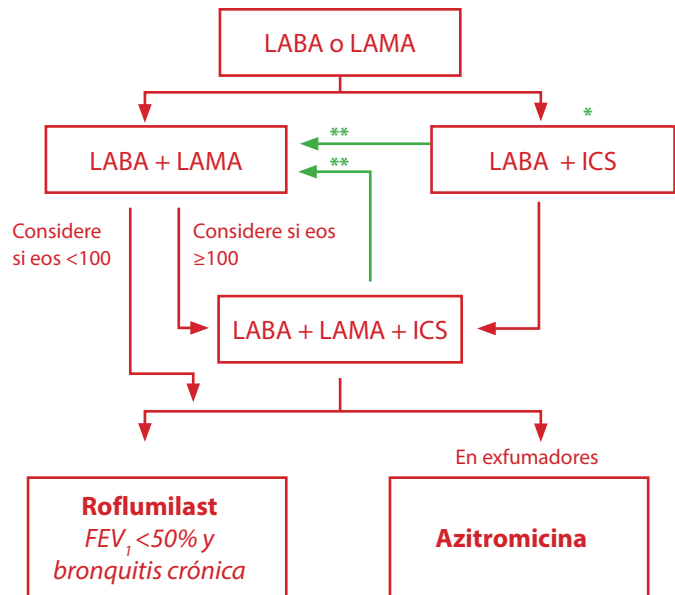 LABA o LAMA
*
LABA + LAMA
**
**
LABA + ICS
Considere
si eos <100
Considere si eos
≥100
LABA + LAMA + ICS
En exfumadores
Roflumilast
FEV₁ <50% y
bronquitis crónica
Azitromicina